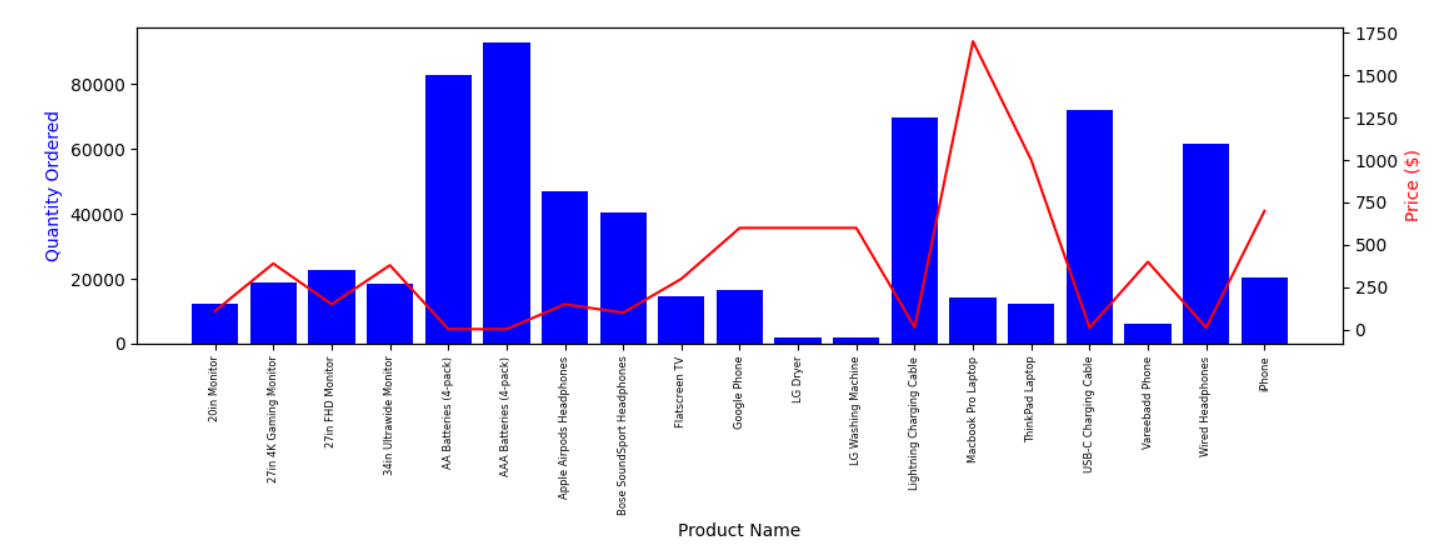 Quantity Ordered
80000
60000
40000
20000
0
1750
1500
1250
1000
750
500
250
0
Price ($)
20in Monitor
27in 4K Gaming Monitor
27in FHD Monitor
34in Ultrawide Monitor
AA Batteries (4-pack)
AAA Batteries (4-pack)
Apple Airpods Headphones
Bose SoundSport Headphones
Flatscreen TV
Google Phone
LG Dryer
LG Washing Machine
Lightning Charging Cable
Macbook Pro Laptop
ThinkPad Laptop
USB-C Charging Cable
Vareebadd Phone
Wired Headphones
iPhone
Product Name